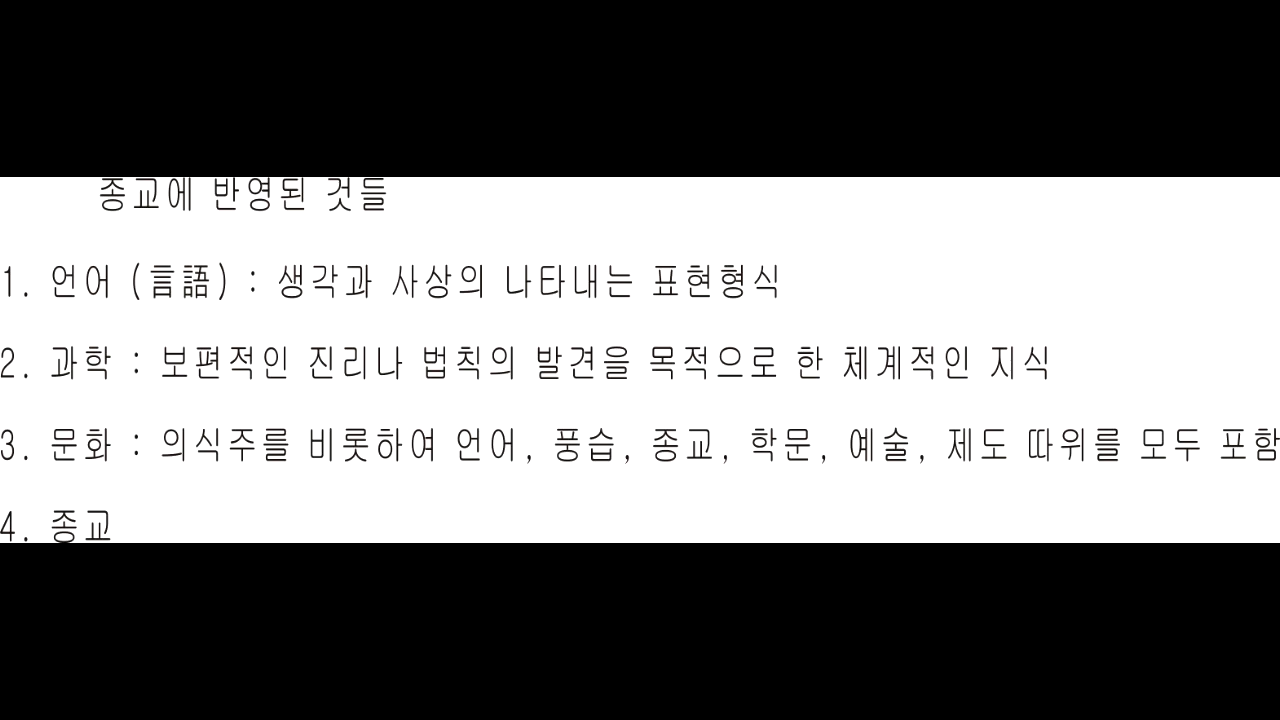 종교에 반영된 것들
1. 언어 (言語) : 생각과 사상의 나타내는 표현형식
2. 과학 : 보편적인 진리나 법칙의 발견을 목적으로 한 체계적인 지식
3. 문화 : 의식주를 비롯하여 언어, 풍습, 종교, 학문, 예술, 제도 따위를 모두 포함
4. 종교